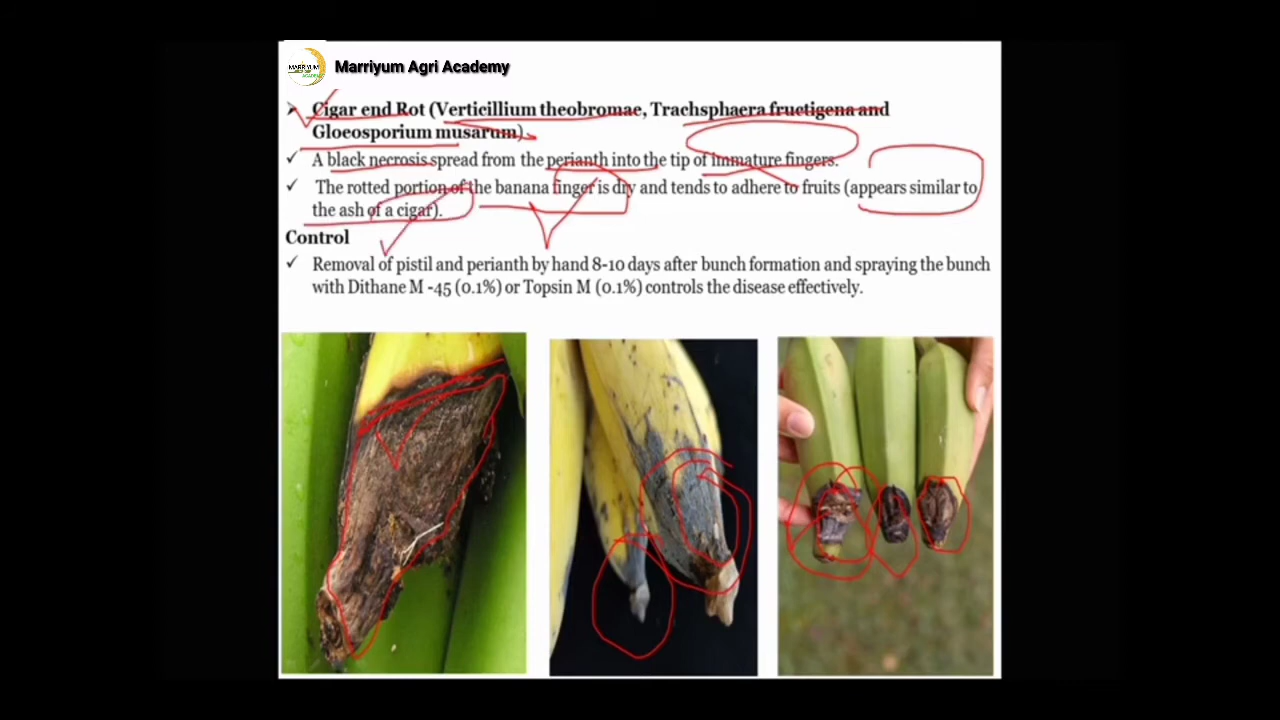 MARRIYUM
ACADEMY
Marriyum Agri Academy
➤ Cigar end Rot (Verticillium theobromae, Trachsphaera fructigena and
Gloeosporium musarum)
✓ A black necrosis spread from the perianth into the tip of immature fingers.
✓ The rotted portion of the banana finger is dry and tends to adhere to fruits (appears similar to
the ash of a cigar).
Control
✓ Removal of pistil and perianth by hand 8-10 days after bunch formation and spraying the bunch
with Dithane M -45 (0.1%) or Topsin M (0.1%) controls the disease effectively.